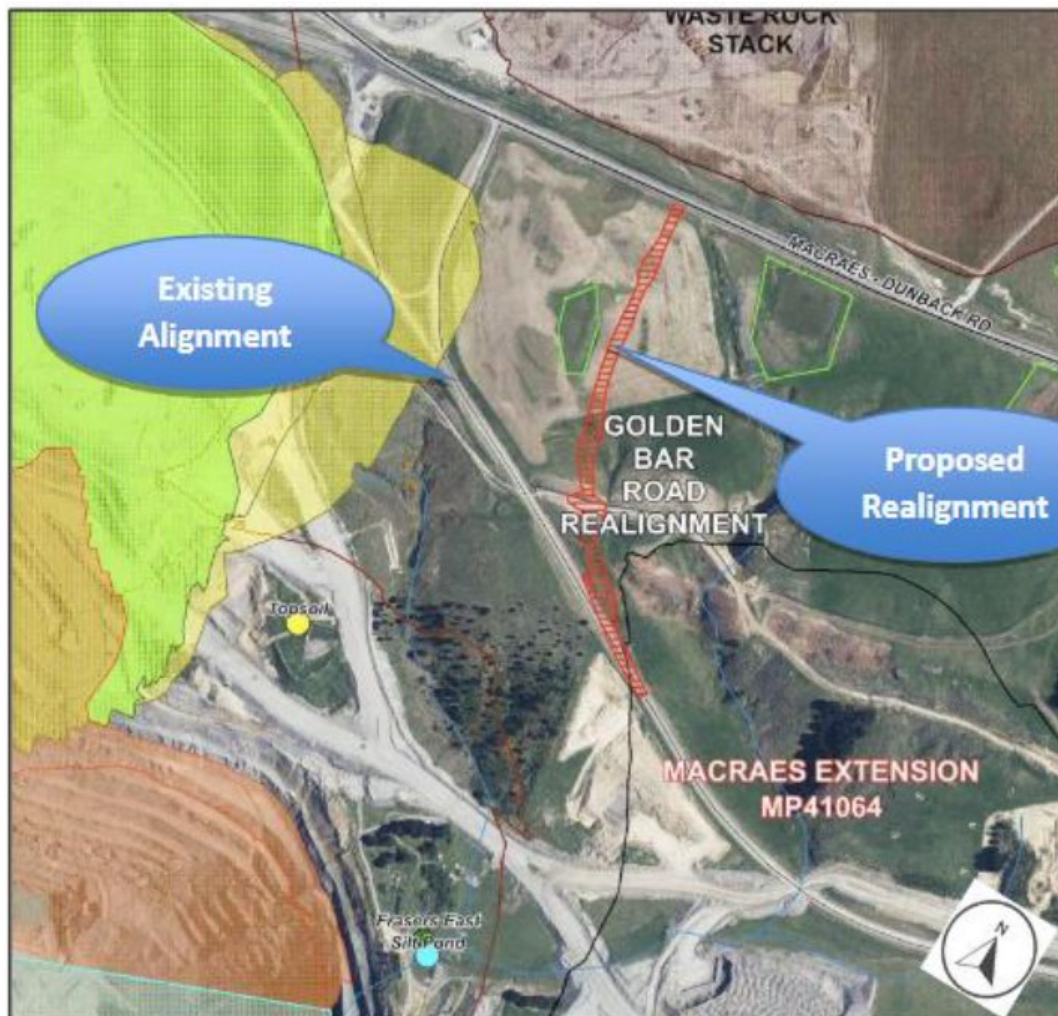 WASTE ROCK
STACK
MACRAES - DUNBACK RD
Existing
Alignment
GOLDEN
BAR
ROAD
REALIGNMENT
Proposed
Realignment
Topsoil
MACRAES EXTENSION
MP41064
Frasers East
Silt Pond
N